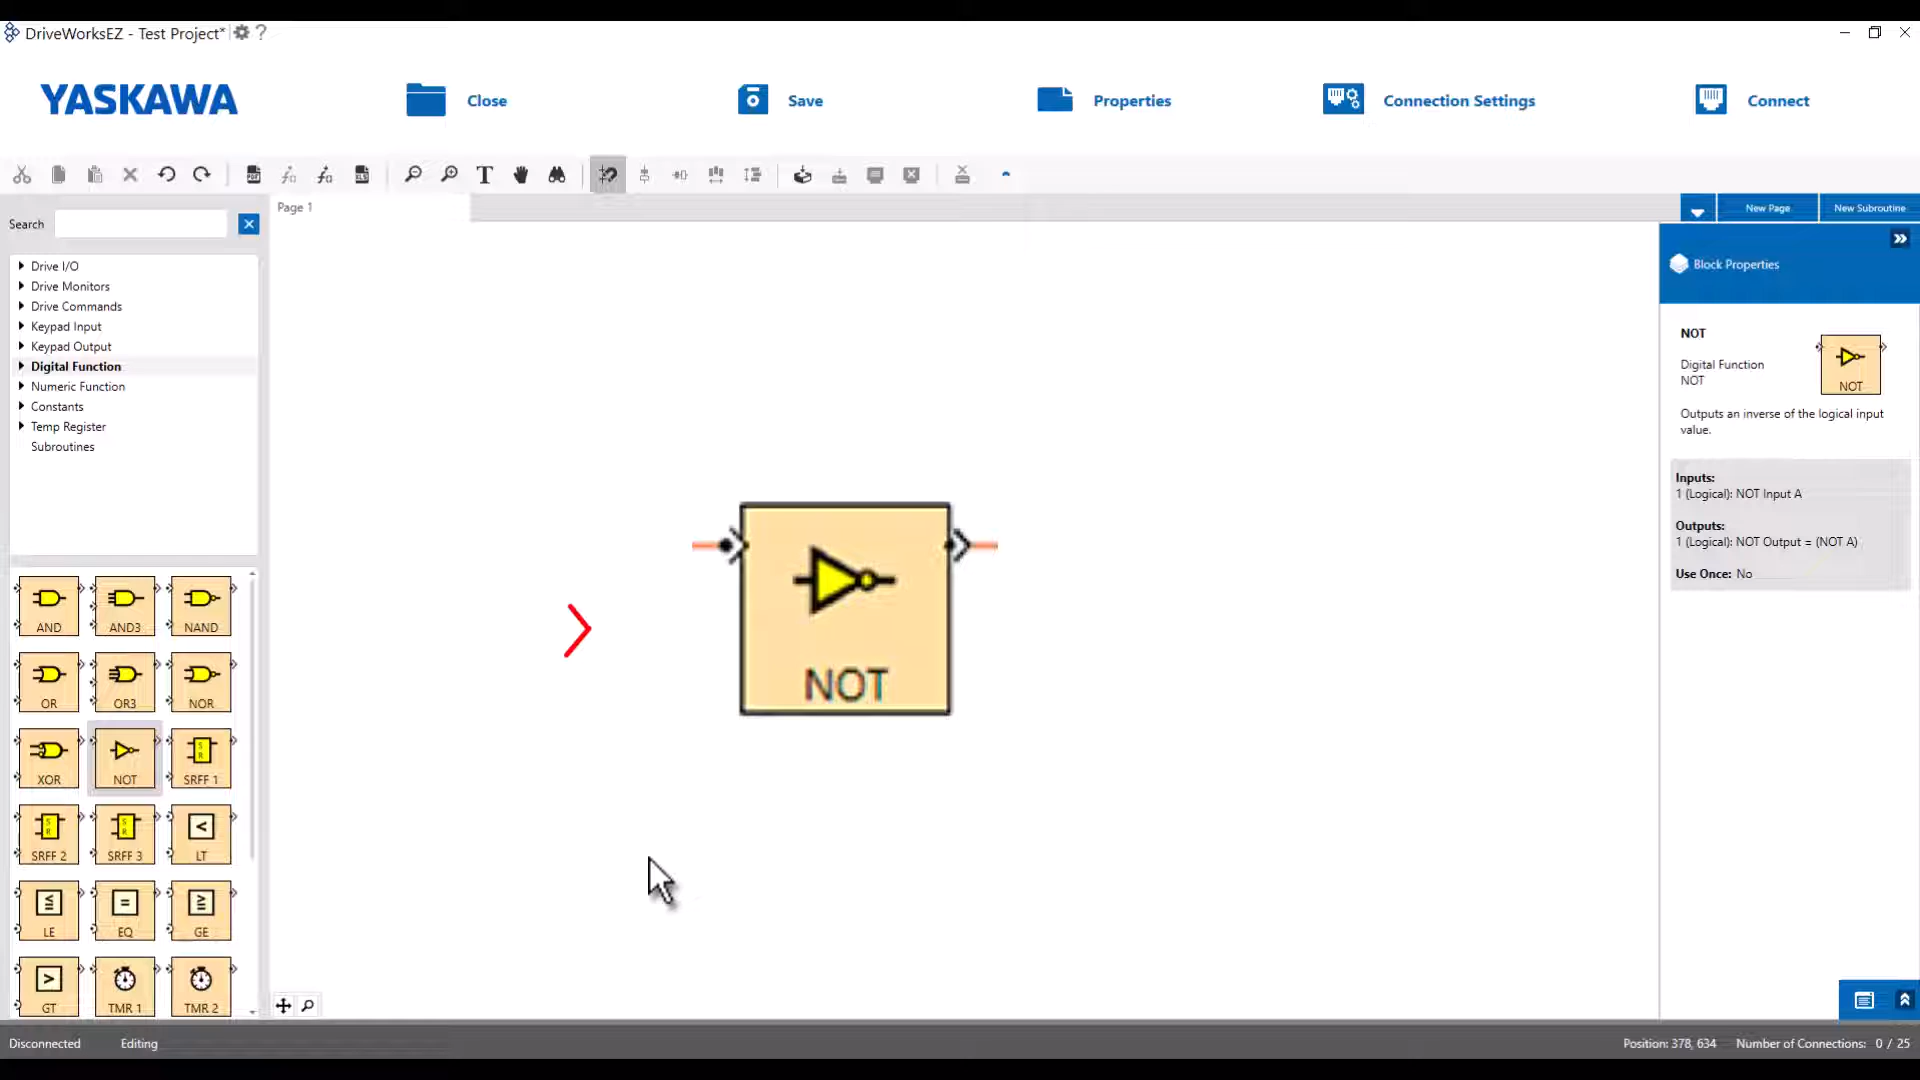 DriveWorksEZ - Test Project*
?
YASKAWA
Close
Save
Properties
Connection Settings
Connect
Page 1
New Page
New Subroutine
Search
Drive I/O
Drive Monitors
Drive Commands
Keypad Input
Keypad Output
Digital Function
Numeric Function
Constants
Temp Register
Subroutines
AND
AND3
NAND
OR
OR3
NOR
XOR
NOT
SRFF 1
SRFF 2
SRFF 3
LT
LE
EQ
GE
GT
TMR 1
TMR 2
NOT
Block Properties
NOT
Digital Function
NOT
NOT
Outputs an inverse of the logical input
value.
Inputs:
1 (Logical): NOT Input A
Outputs:
1 (Logical): NOT Output = (NOT A)
Use Once: No
Disconnected
Editing
Position: 378, 634
Number of Connections: 0 / 25